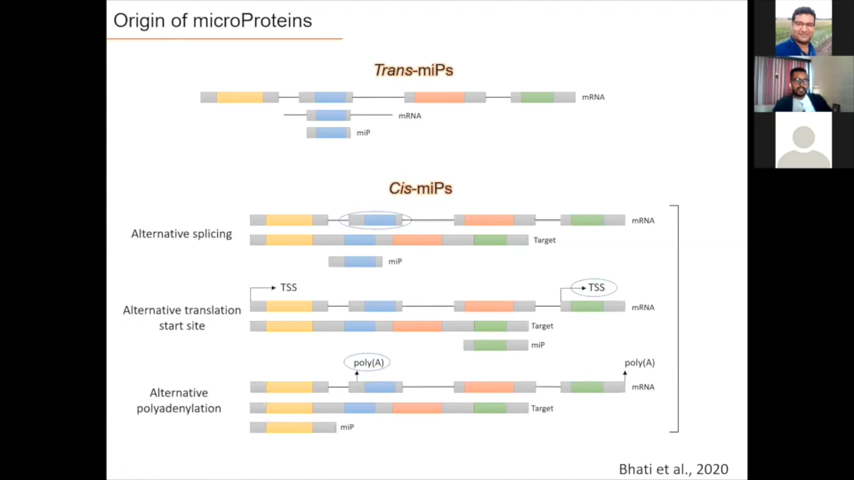 Origin of microProteins
Trans-miPs
mRNA
mRNA
miP
Cis-miPs
Alternative splicing
mRNA
Target
miP
TSS
TSS
Alternative translation
start site
mRNA
Target
miP
poly(A)
poly(A)
Alternative
polyadenylation
mRNA
Target
miP
Bhati et al., 2020